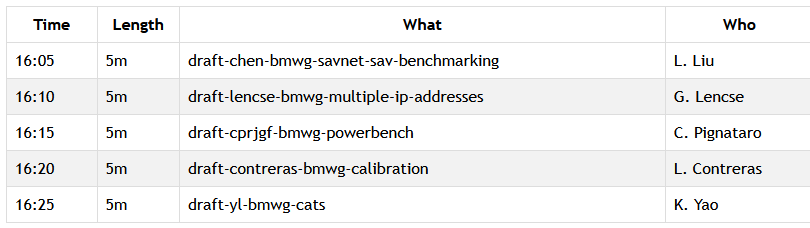 Time Length What Who
16:05 5m draft-chen-bmwg-savnet-sav-benchmarking L. Liu
16:10 5m draft-lencse-bmwg-multiple-ip-addresses G. Lencse
16:15 5m draft-cprjgf-bmwg-powerbench C. Pignataro
16:20 5m draft-contreras-bmwg-calibration L. Contreras
16:25 5m draft-yl-bmwg-cats K. Yao